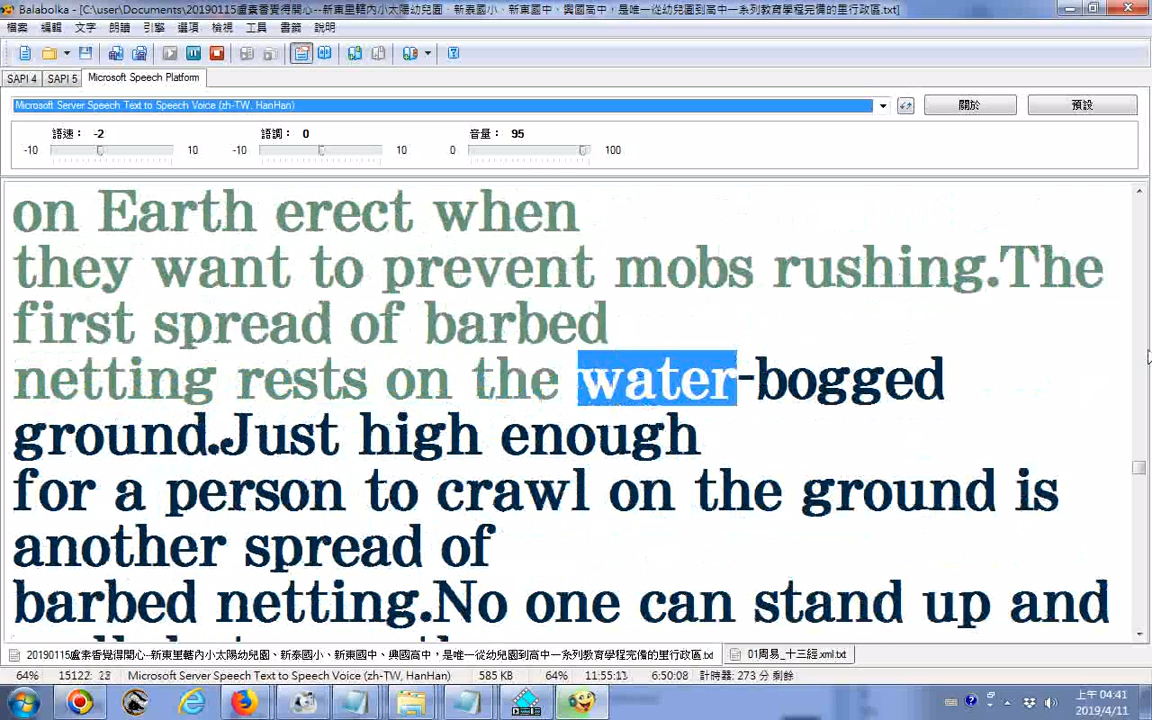 Balabolka - [C:\user\Documents\20190115盧素香覺得開心--新東里轄內小太陽幼兒園、新泰國小、新東國中、興國高中，是唯一從幼兒園到高中一系列教育學程完備的里行政區.txt]
檔案 編輯 文字 朗讀 引擎 選項 檢視 工具 書籤 說明
SAPI 4 SAPI 5 Microsoft Speech Platform
Microsoft Server Speech Text to Speech Voice (zh-TW, HanHan)
關於 預設
語速： -2 語調： 0 音量： 95
-10 10 -10 10 0 100
on Earth erect when
they want to prevent mobs rushing.The
first spread of barbed
netting rests on the water-bogged
ground.Just high enough
for a person to crawl on the ground is
another spread of
barbed netting.No one can stand up and
20190115盧素香覺得開心--新東里轄內小太陽幼兒園、新泰國小、新東國中、興國高中，是唯一從幼兒園到高中一系列教育學程完備的里行政區.txt 01周易_十三經.xml.txt
64% 15122: Microsoft Server Speech Text to Speech Voice (zh-TW, HanHan) 585 KB 64% 11:55:11 6:50:08 計時器: 273 分 剩餘
上午 04:41
2019/4/11